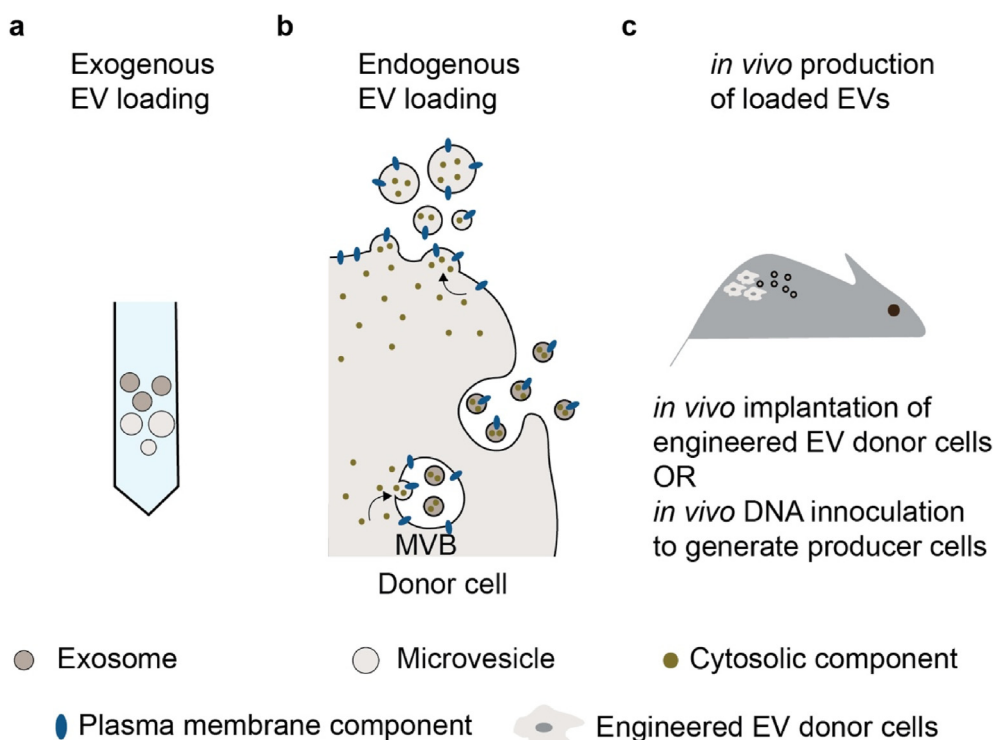 a
Exogenous
EV loading
b
Endogenous
EV loading
MVB
Donor cell
c
in vivo production
of loaded EVs
in vivo implantation of
engineered EV donor cells
OR
in vivo DNA innoculation
to generate producer cells
Exosome
Microvesicle
Cytosolic component
Plasma membrane component
Engineered EV donor cells